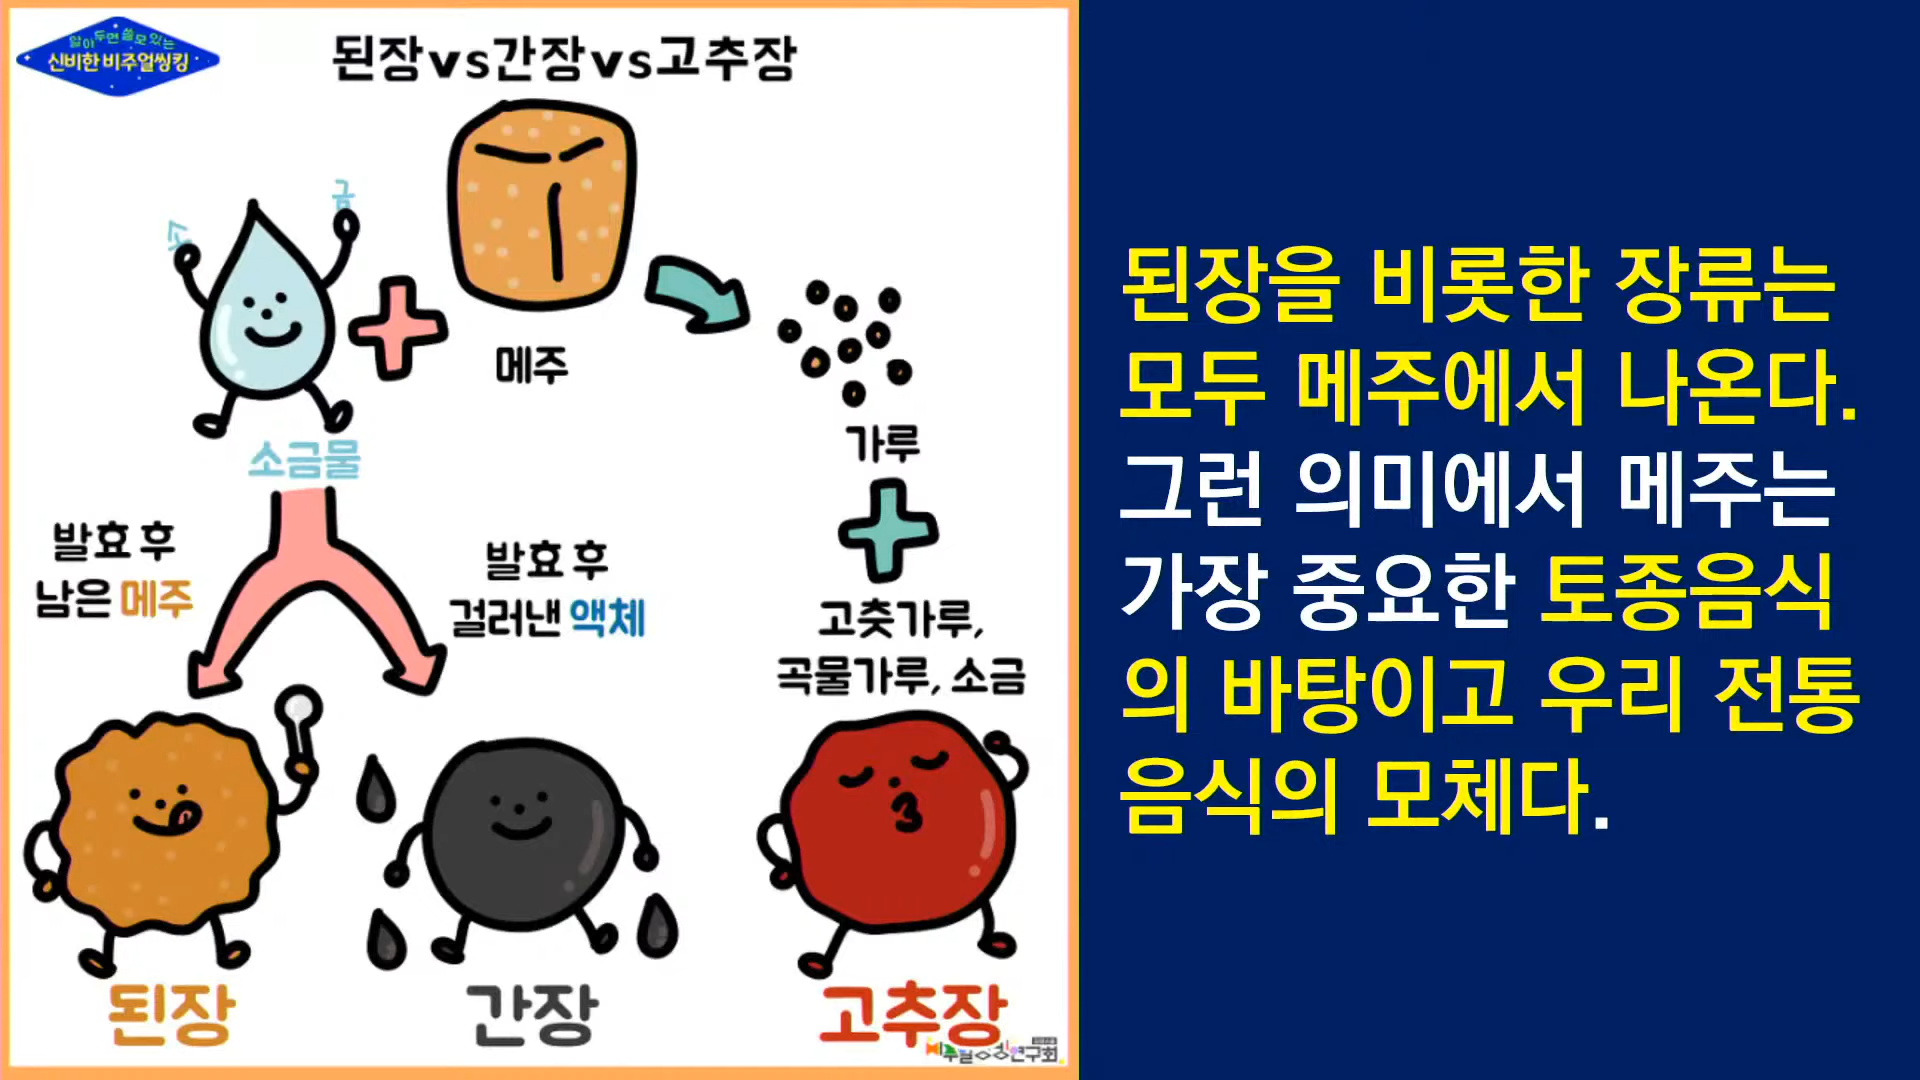 알아두면 쓸모있는
신비한 비주얼씽킹
된장vs간장vs고추장
소
금
메주
소금물
가루
발효 후
남은 메주
발효 후
걸러낸 액체
고춧가루,
곡물가루, 소금
된장
간장
고추장
된장을 비롯한 장류는
모두 메주에서 나온다.
그런 의미에서 메주는
가장 중요한 토종음식
의 바탕이고 우리 전통
음식의 모체다.